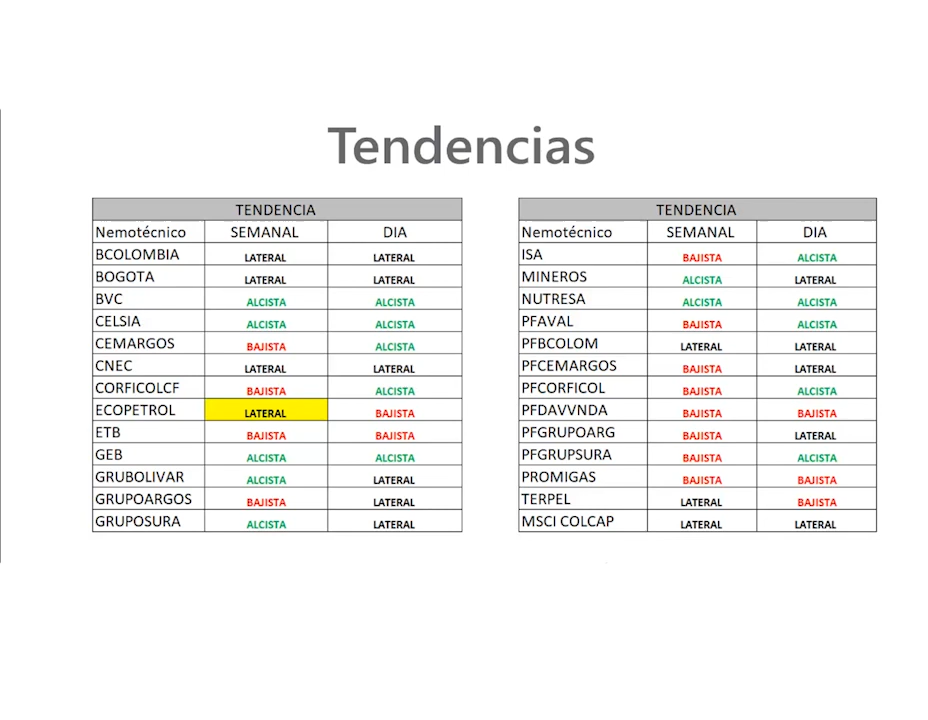 Tendencias
TENDENCIA
Nemotécnico SEMANAL DIA
BCOLOMBIA LATERAL LATERAL
BOGOTA LATERAL LATERAL
BVC ALCISTA ALCISTA
CELSIA ALCISTA ALCISTA
CEMARGOS BAJISTA ALCISTA
CNEC LATERAL LATERAL
CORFICOLCF BAJISTA ALCISTA
ECOPETROL LATERAL BAJISTA
ETB BAJISTA BAJISTA
GEB ALCISTA ALCISTA
GRUBOLIVAR ALCISTA LATERAL
GRUPOARGOS BAJISTA LATERAL
GRUPOSURA ALCISTA LATERAL
TENDENCIA
Nemotécnico SEMANAL DIA
ISA BAJISTA ALCISTA
MINEROS ALCISTA LATERAL
NUTRESA ALCISTA ALCISTA
PFAVAL BAJISTA ALCISTA
PFBCOLOM LATERAL LATERAL
PFCEMARGOS BAJISTA LATERAL
PFCORFICOL BAJISTA ALCISTA
PFDAVVNDA BAJISTA BAJISTA
PFGRUPOARG BAJISTA LATERAL
PFGRUPSURA BAJISTA ALCISTA
PROMIGAS BAJISTA BAJISTA
TERPEL LATERAL BAJISTA
MSCI COLCAP LATERAL LATERAL